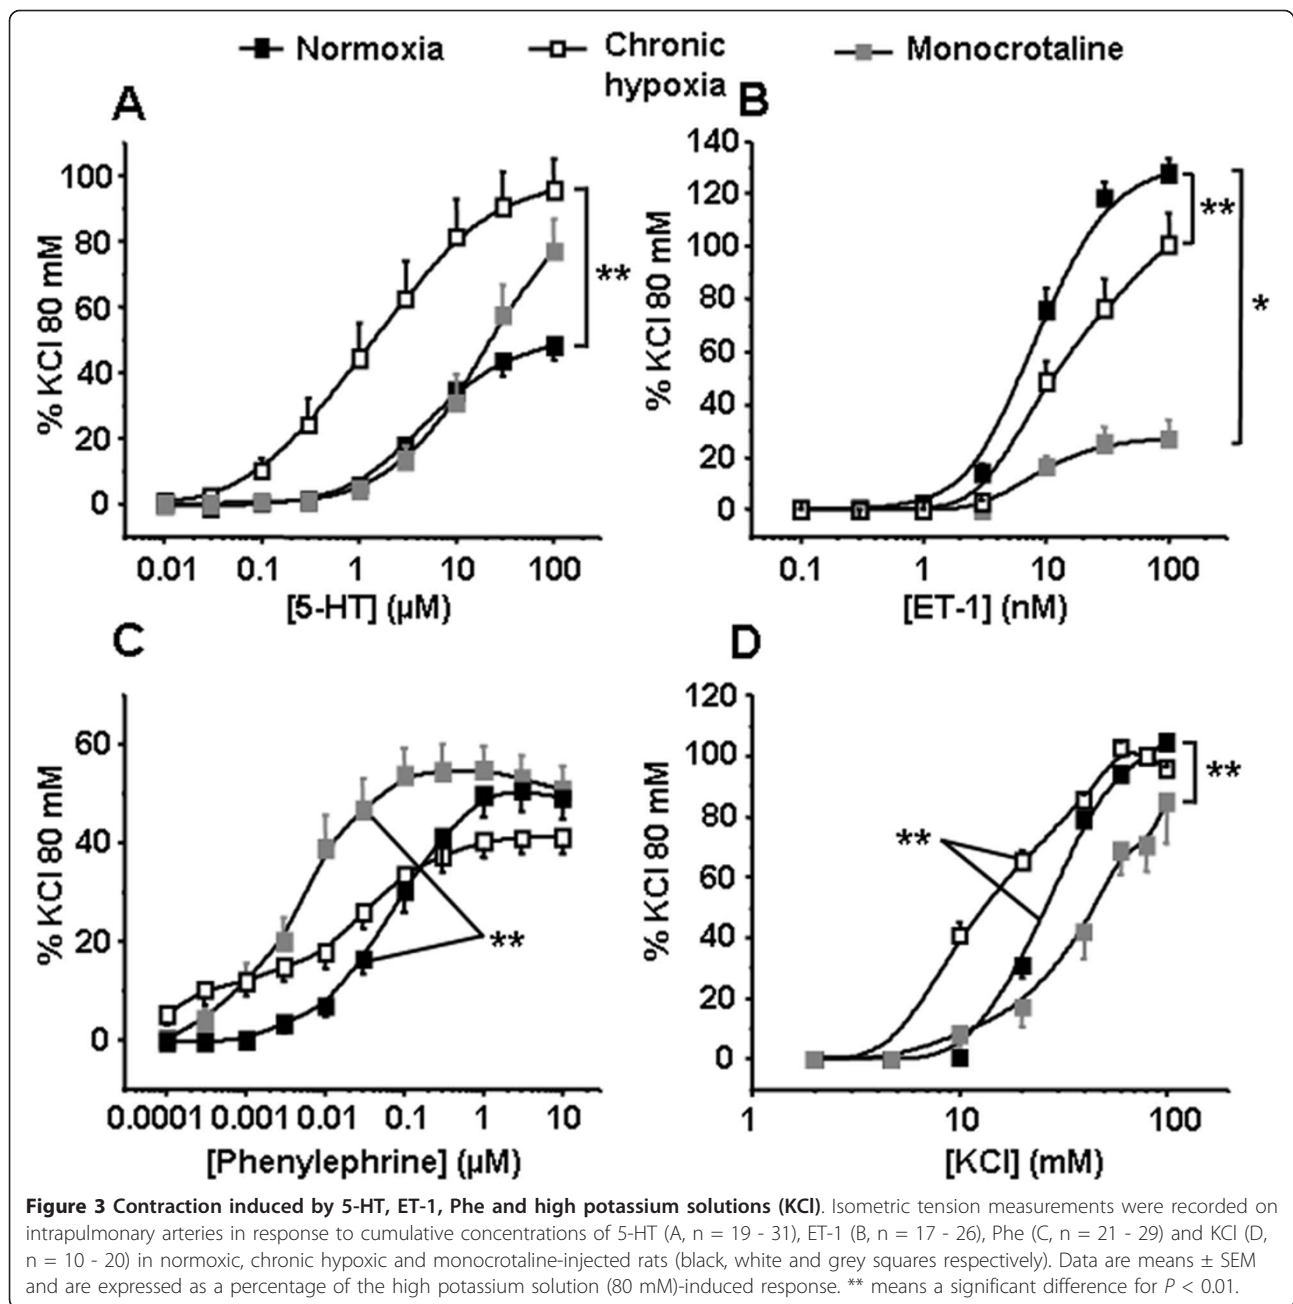 Normoxia
Chronic
hypoxia
Monocrotaline
A
% KCl 80 mM
100
80
60
40
20
0
**
0.01 0.1 1 10 100
[5-HT] (µM)
B
% KCl 80 mM
140
120
100
80
60
40
20
0
**
*
0.1 1 10 100
[ET-1] (nM)
C
% KCl 80 mM
60
40
20
0
**
0.0001 0.001 0.01 0.1 1 10
[Phenylephrine] (µM)
D
% KCl 80 mM
120
100
80
60
40
20
0
**
**
1 10 100
[KCl] (mM)
Figure 3 Contraction induced by 5-HT, ET-1, Phe and high potassium solutions (KCl). Isometric tension measurements were recorded on
intrapulmonary arteries in response to cumulative concentrations of 5-HT (A, n = 19 - 31), ET-1 (B, n = 17 - 26), Phe (C, n = 21 - 29) and KCl (D,
n = 10 - 20) in normoxic, chronic hypoxic and monocrotaline-injected rats (black, white and grey squares respectively). Data are means ± SEM
and are expressed as a percentage of the high potassium solution (80 mM)-induced response. ** means a significant difference for P < 0.01.